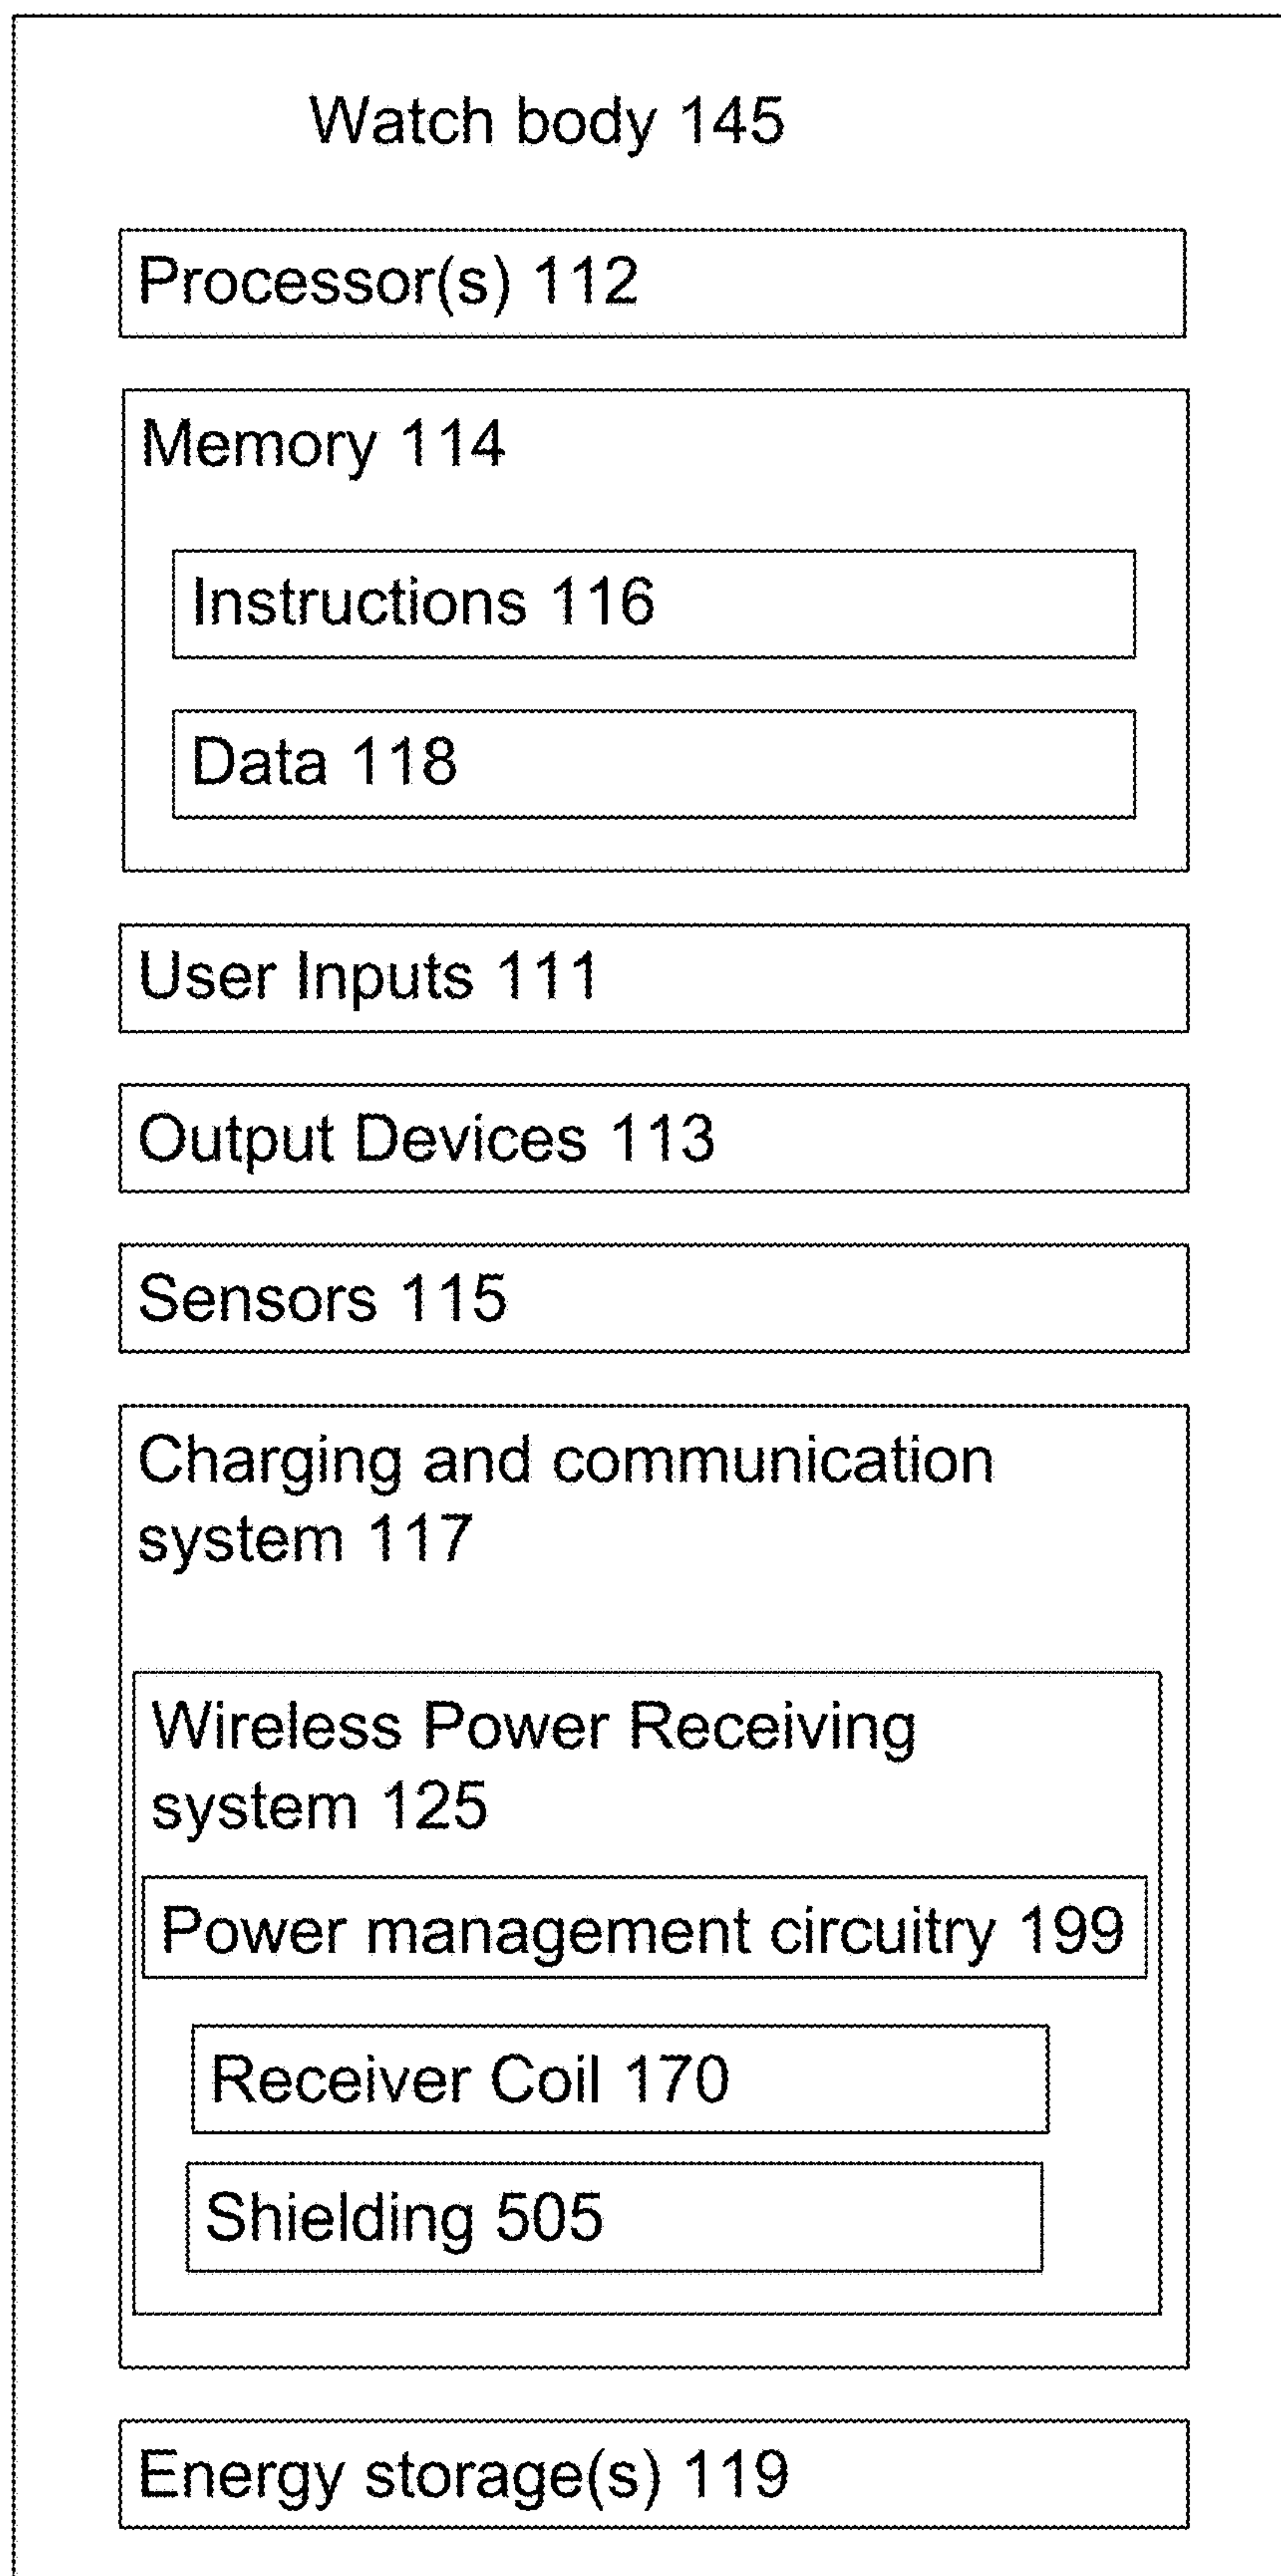 Watch body 145
Processor(s) 112
Memory 114
Instructions 116
Data 118
User Inputs 111
Output Devices 113
Sensors 115
Charging and communication
system 117
Wireless Power Receiving
system 125
Power management circuitry 199
Receiver Coil 170
Shielding 505
Energy storage(s) 119